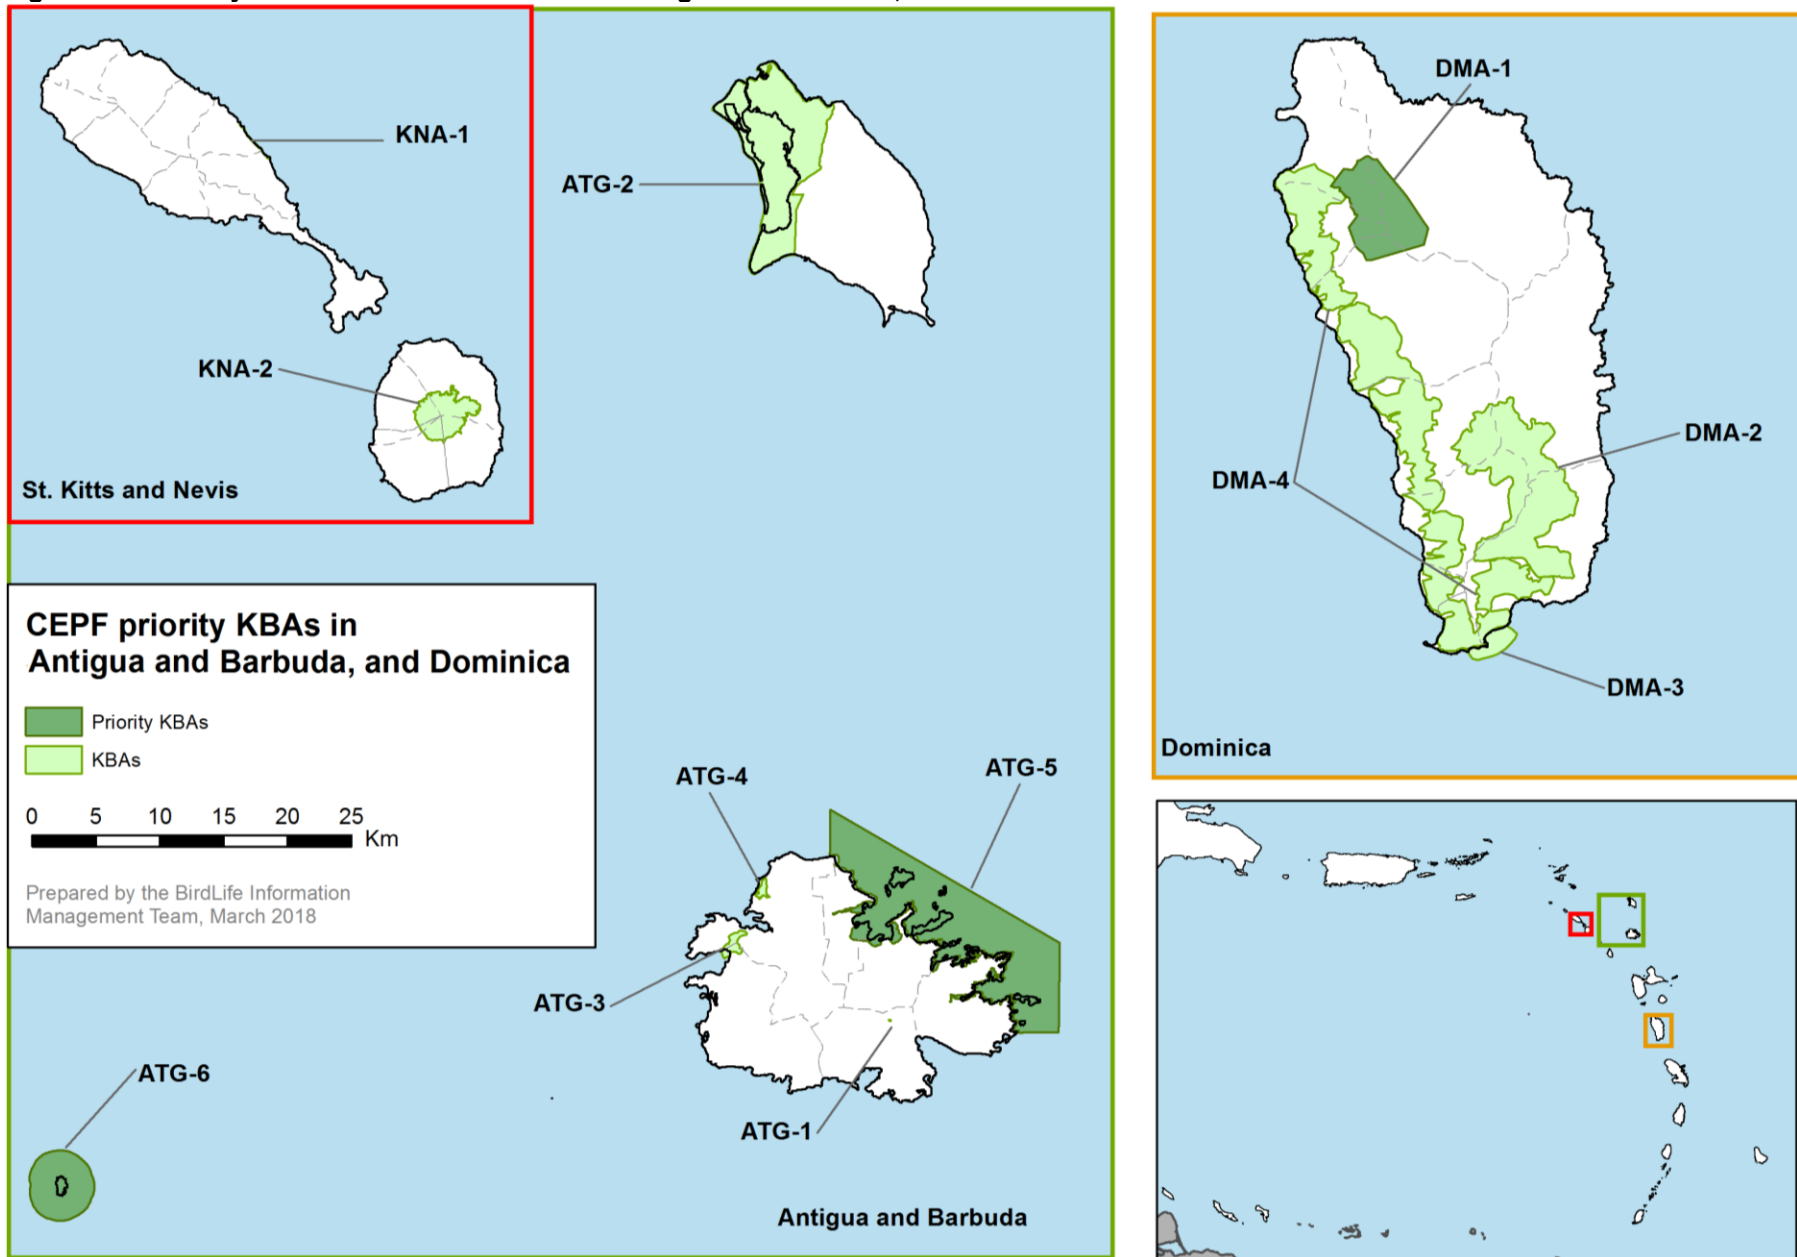 KNA-1
KNA-2
St. Kitts and Nevis
ATG-2
DMA-1
DMA-2
DMA-4
DMA-3
Dominica
CEPF priority KBAs in
Antigua and Barbuda, and Dominica
Priority KBAs
KBAs
0 5 10 15 20 25
Km
Prepared by the BirdLife Information
Management Team, March 2018
ATG-4
ATG-5
ATG-3
ATG-6
ATG-1
Antigua and Barbuda